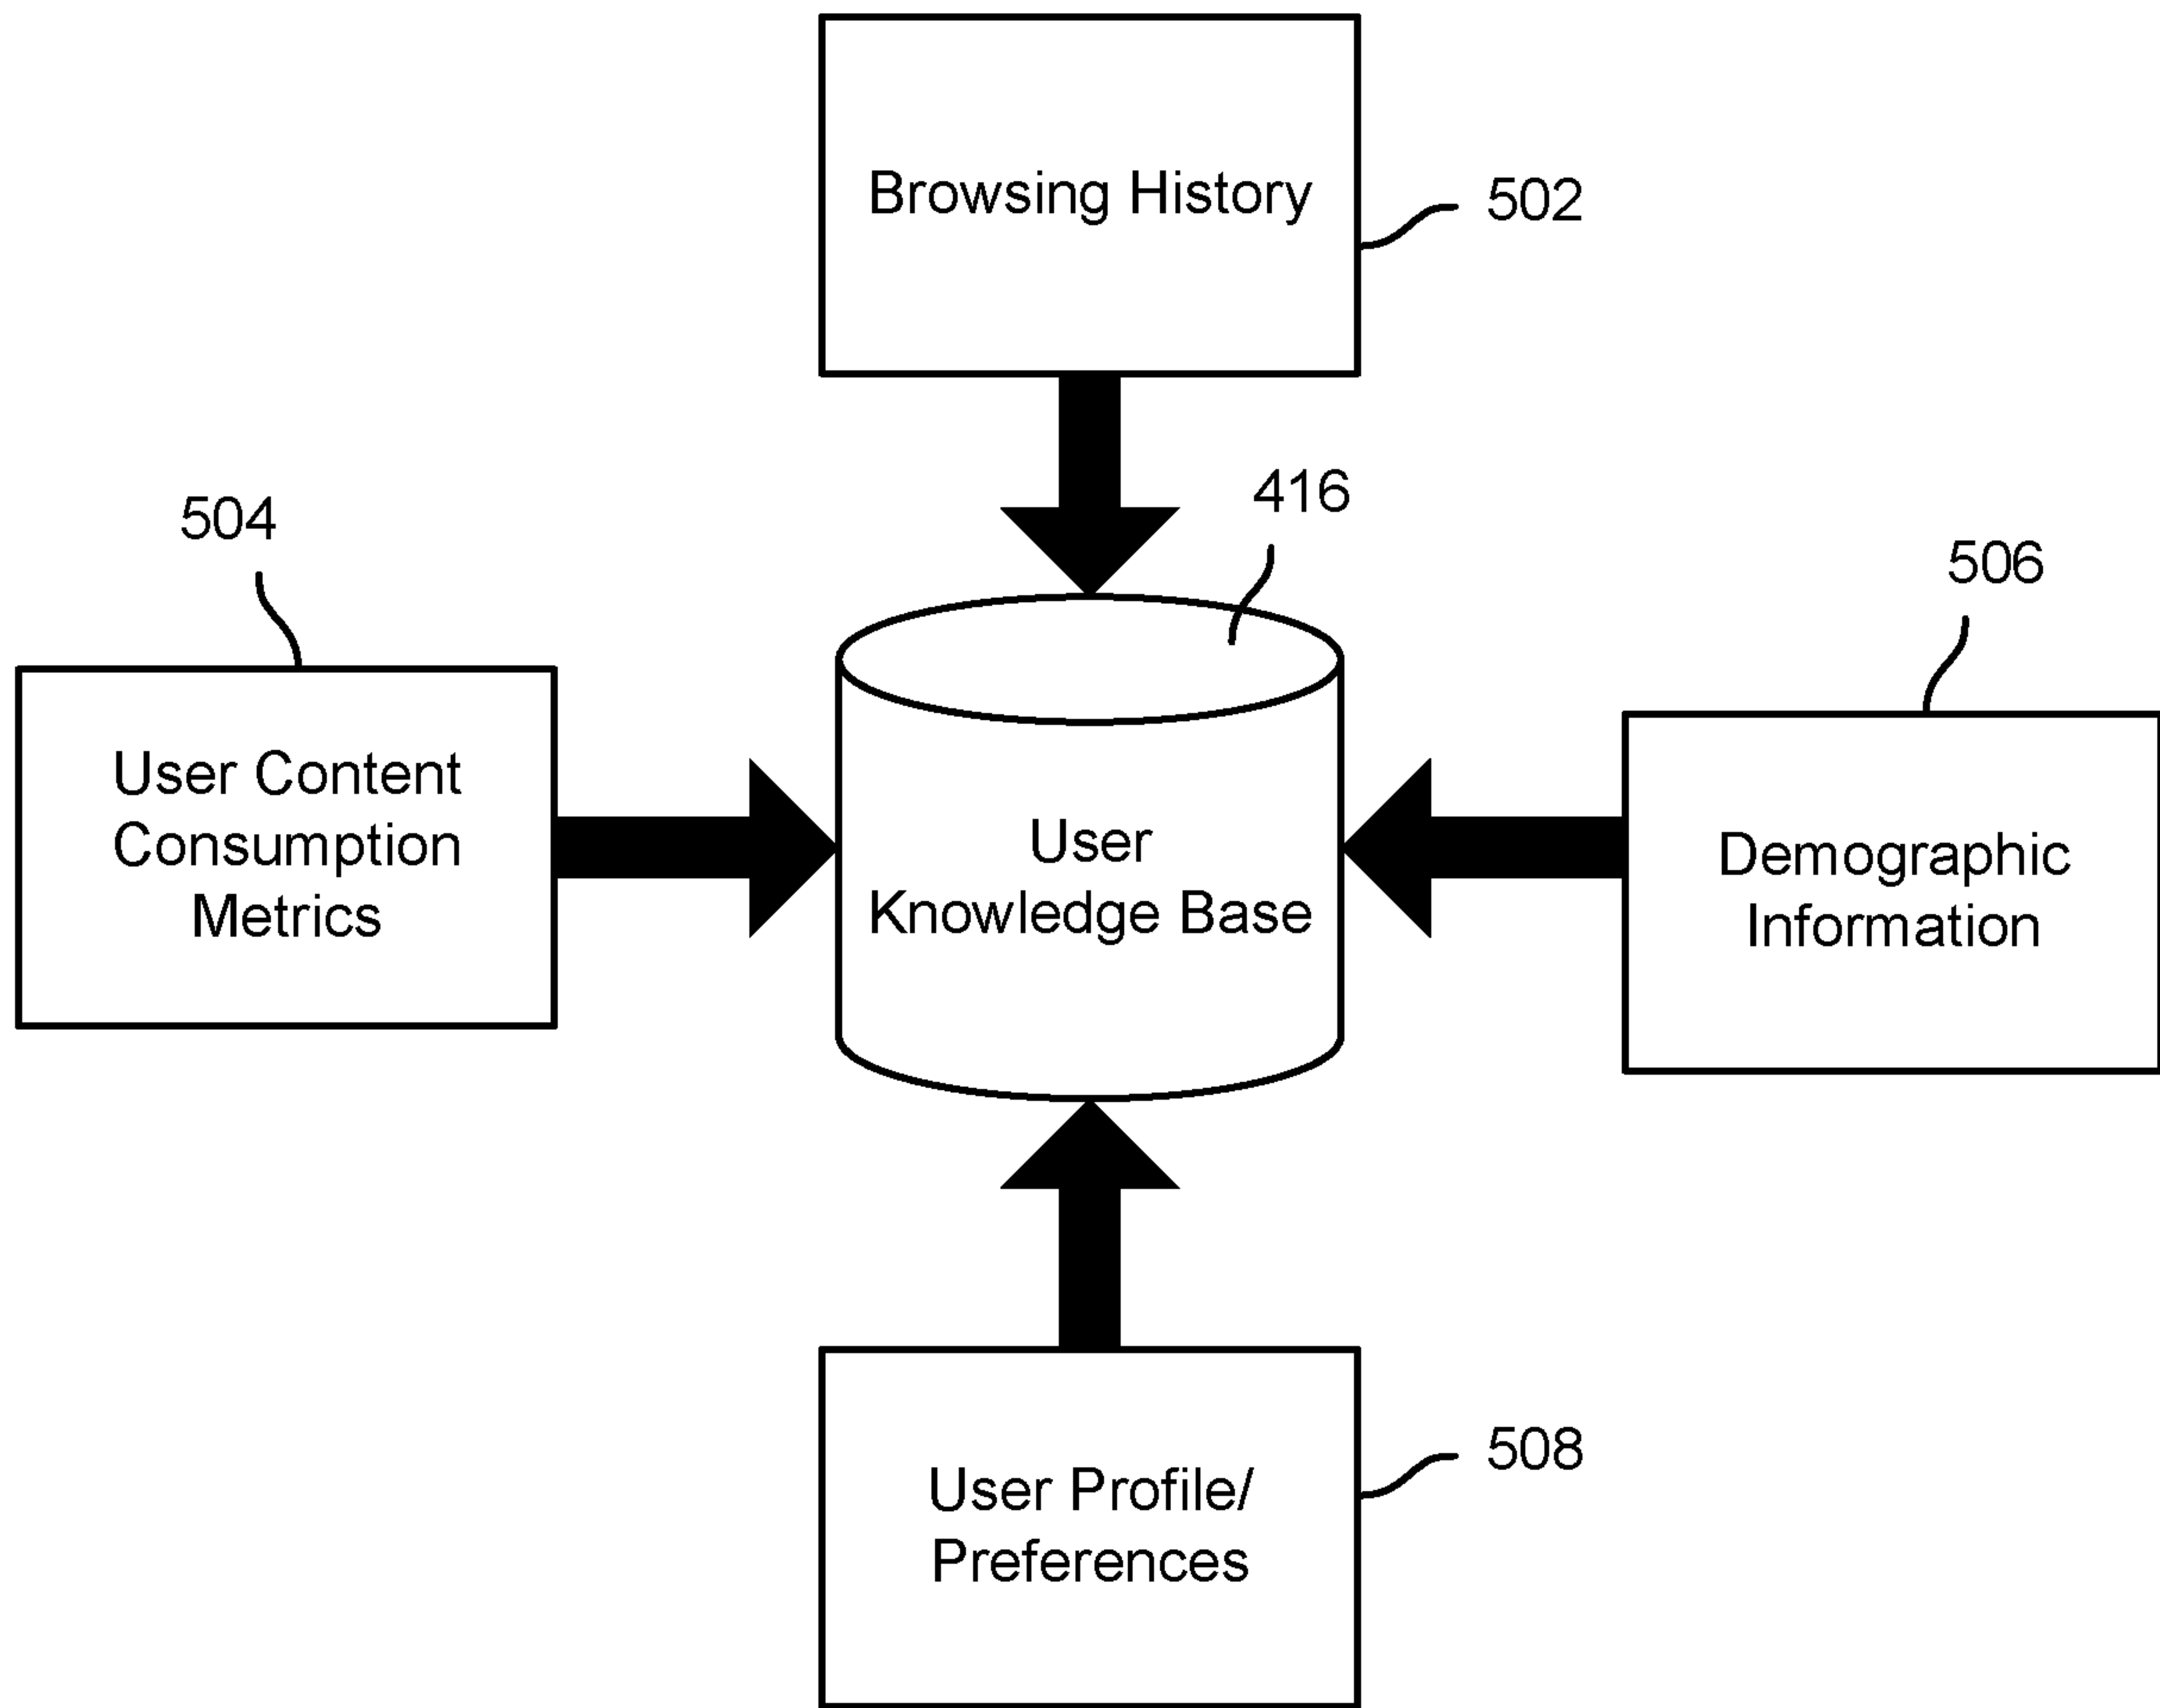 Browsing History
502
416
504
506
User Content
Consumption
Metrics
User
Knowledge Base
Demographic
Information
508
User Profile/
Preferences